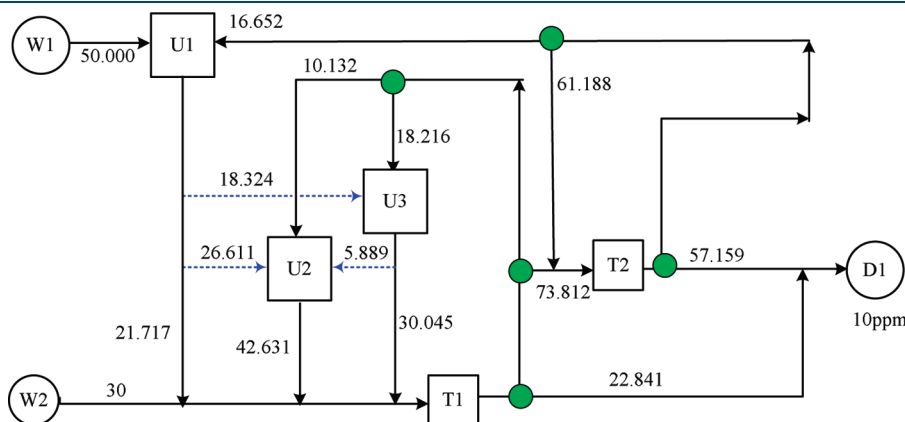 16.652
W1
U1
50.000
10.132
61.188
18.216
18.324
U3
26.611
U2
5.889
T2
57.159
D1
73.812
10ppm
21.717
42.631
30.045
W2
30
T1
22.841